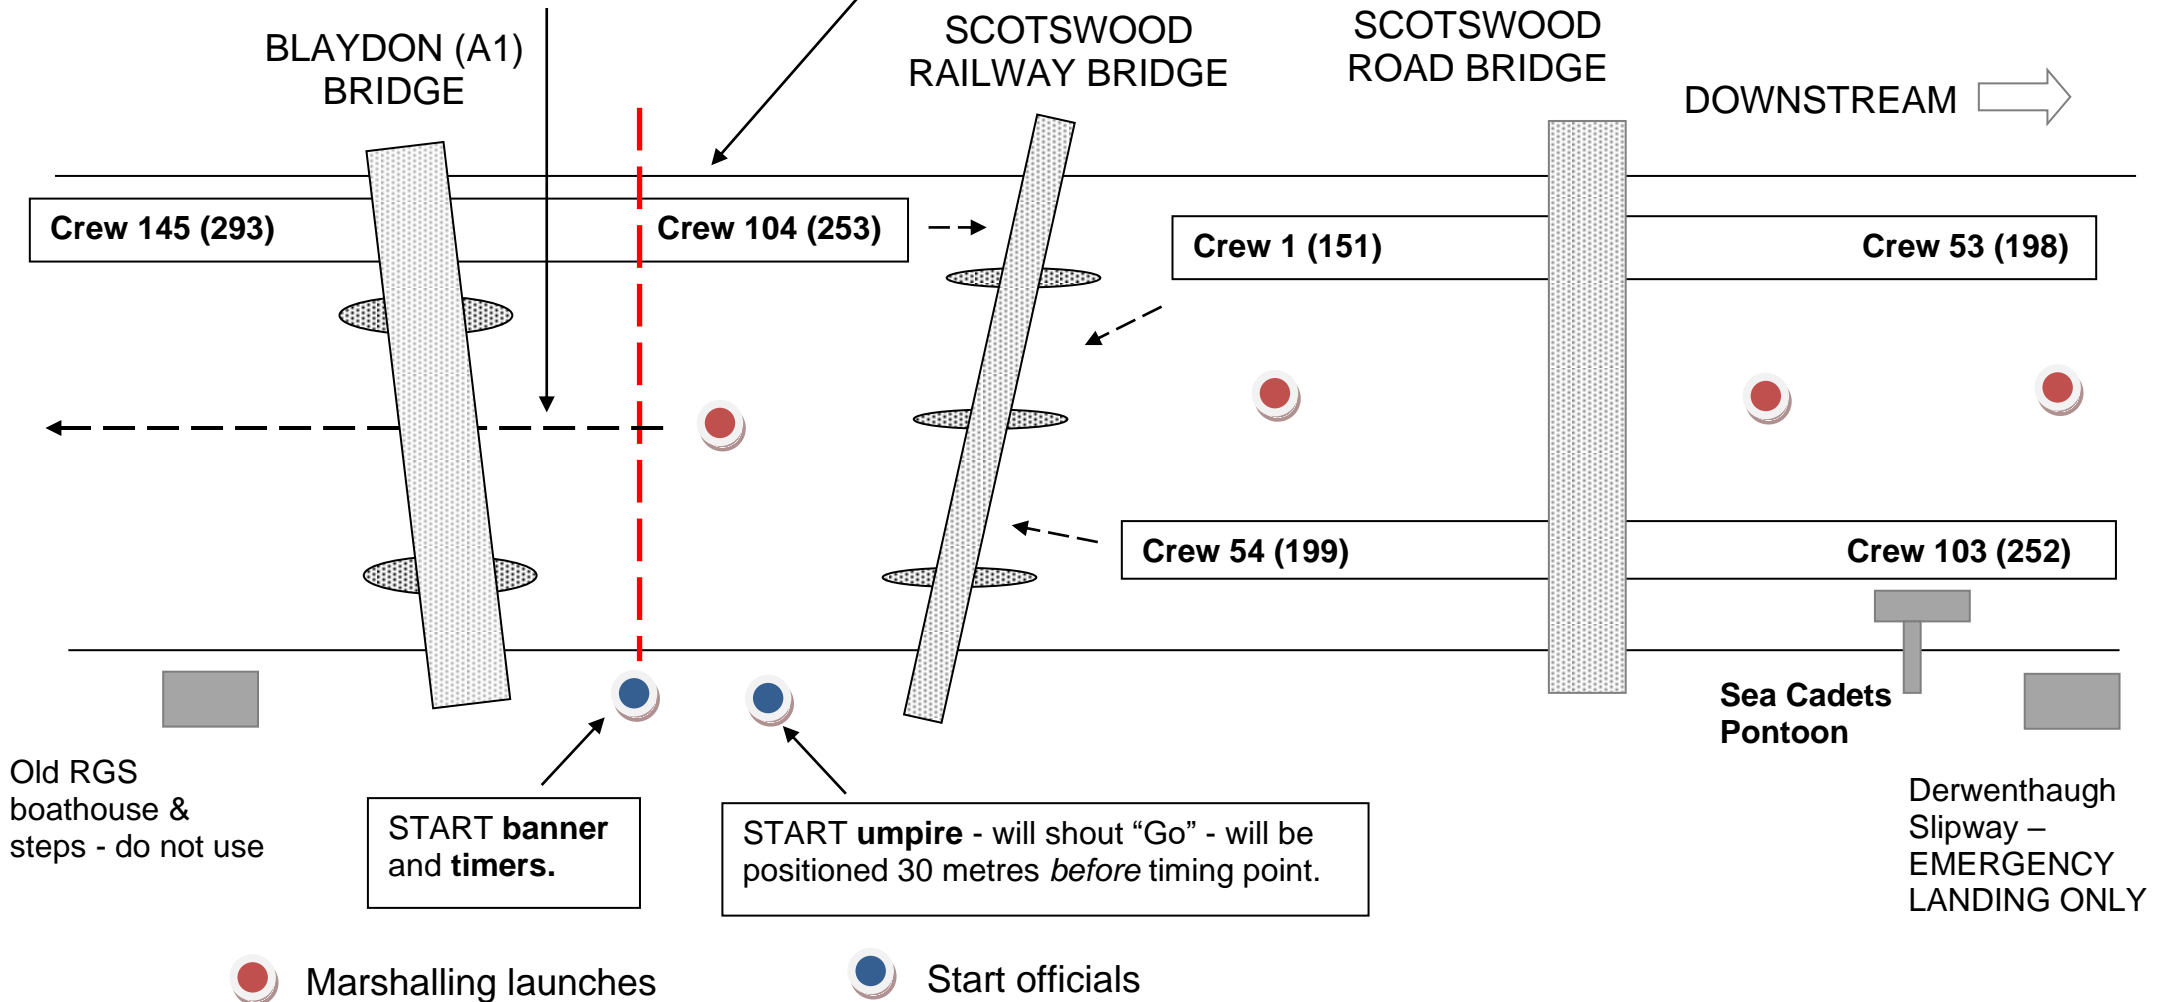 BLAYDON (A1)
BRIDGE
SCOTSWOOD
RAILWAY BRIDGE
SCOTSWOOD
ROAD BRIDGE
DOWNSTREAM
Crew 145 (293)
Crew 104 (253)
Crew 1 (151)
Crew 53 (198)
Crew 54 (199)
Crew 103 (252)
Sea Cadets
Pontoon
Old RGS
boathouse &
steps - do not use
START banner
and timers.
START umpire - will shout “Go” - will be
positioned 30 metres before timing point.
Derwenthaugh
Slipway –
EMERGENCY
LANDING ONLY
Marshalling launches
Start officials